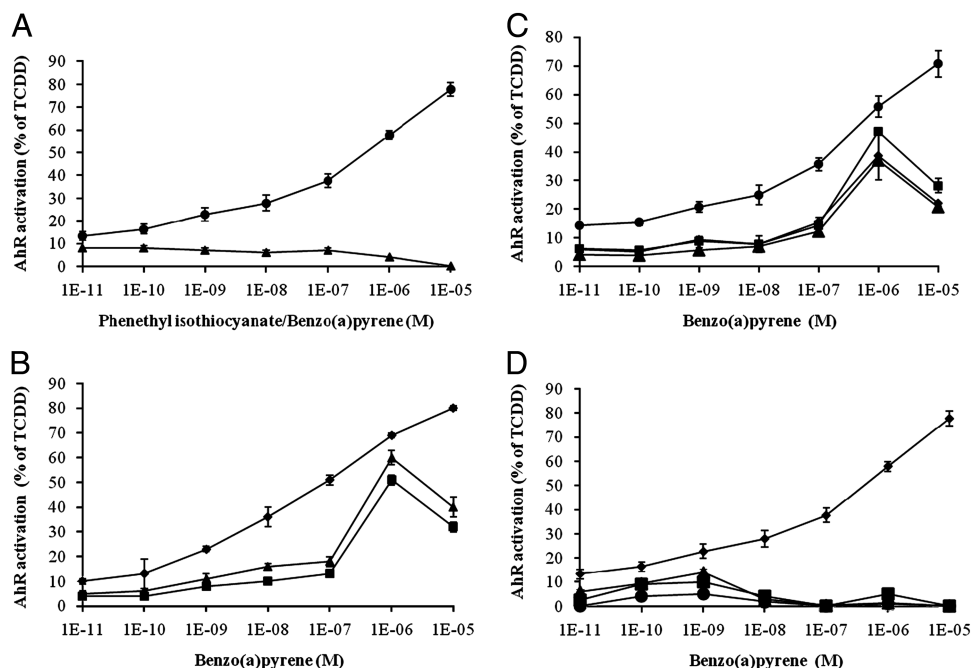 A
AhR activation (% of TCDD)
90
80
70
60
50
40
30
20
10
0
1E-11 1E-10 1E-09 1E-08 1E-07 1E-06 1E-05
Phenethyl isothiocyanate/Benzo(a)pyrene (M)
C
AhR activation (% of TCDD)
80
70
60
50
40
30
20
10
0
1E-11 1E-10 1E-09 1E-08 1E-07 1E-06 1E-05
Benzo(a)pyrene (M)
B
AhR activation (% of TCDD)
90
80
70
60
50
40
30
20
10
0
1E-11 1E-10 1E-09 1E-08 1E-07 1E-06 1E-05
Benzo(a)pyrene (M)
D
AhR activation (% of TCDD)
90
80
70
60
50
40
30
20
10
0
1E-11 1E-10 1E-09 1E-08 1E-07 1E-06 1E-05
Benzo(a)pyrene (M)